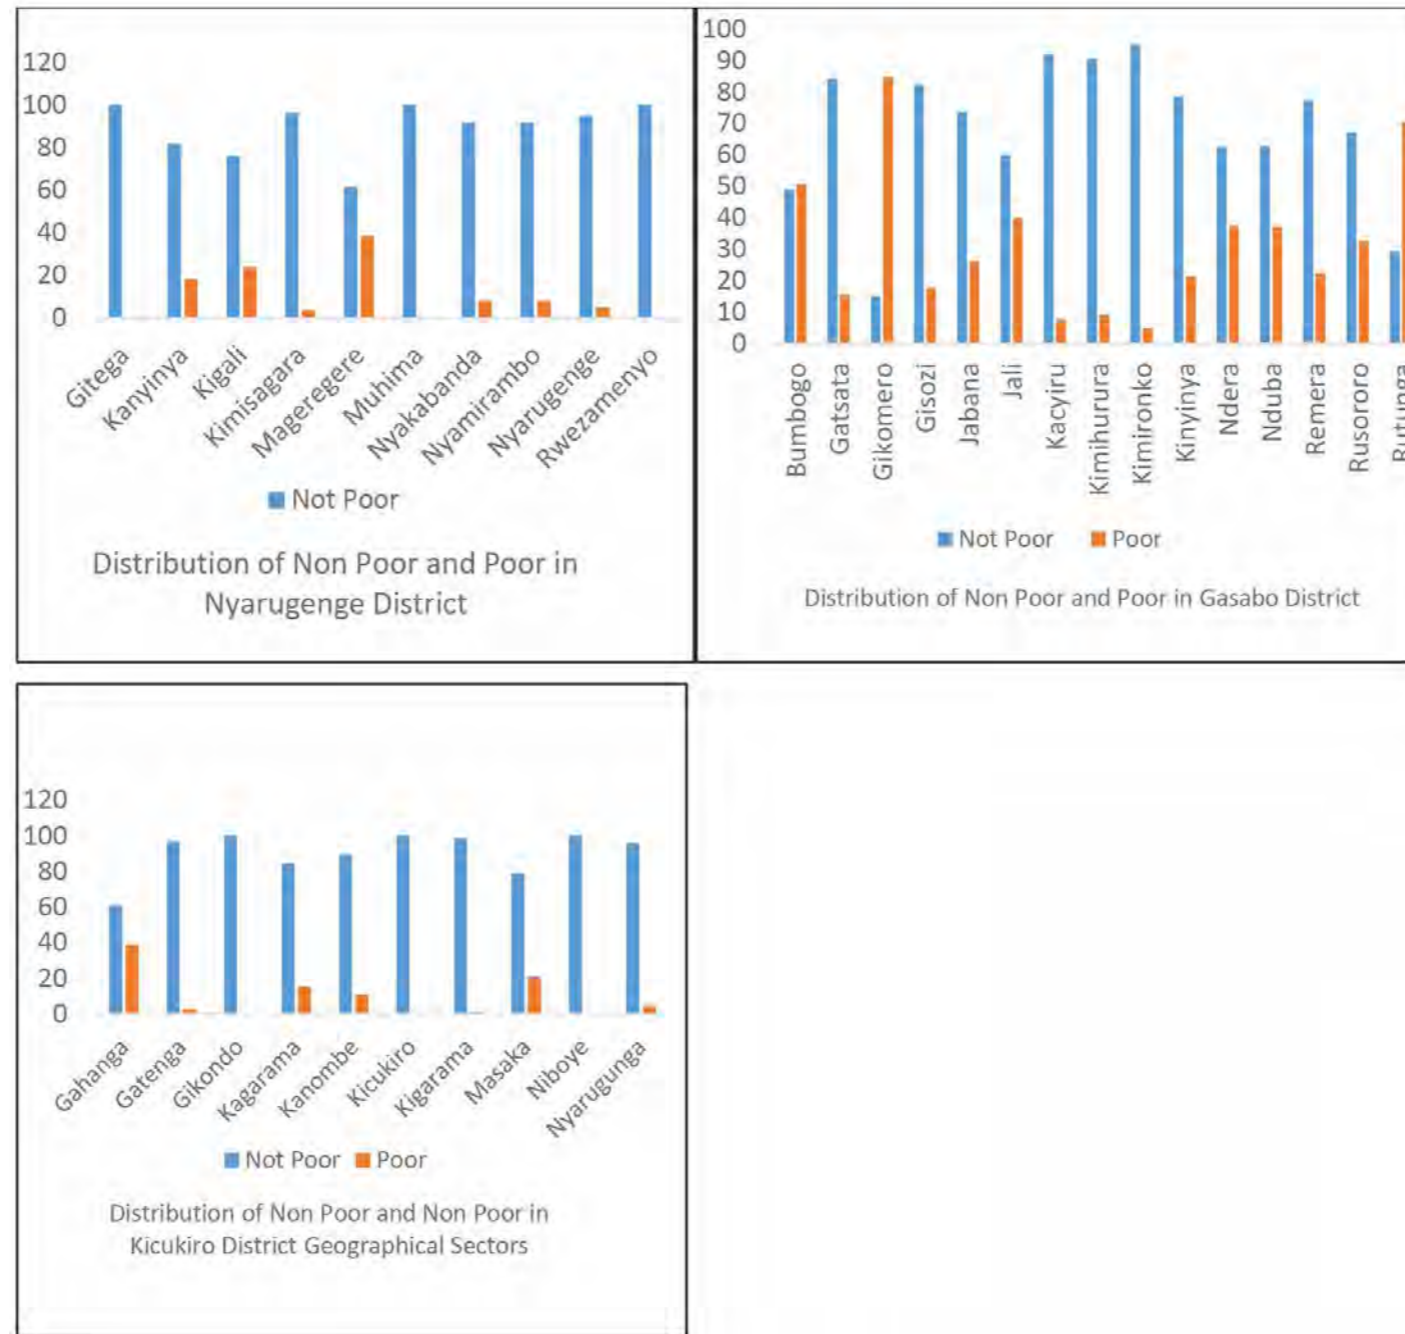 120
100
80
60
40
20
0
Gitega
Kanyinya
Kigali
Kimisagara
Mageregere
Muhima
Nyakabanda
Nyamirambo
Nyarugenge
Rwezamenyo
Not Poor
Distribution of Non Poor and Poor in
Nyarugenge District
100
90
80
70
60
50
40
30
20
10
0
Bumbogo
Gatsata
Gikomero
Gisozi
Jabana
Jali
Kacyiru
Kimihurura
Kimironko
Kinyinya
Ndera
Nduba
Remera
Rusororo
Rutunga
Not Poor Poor
Distribution of Non Poor and Poor in Gasabo District
120
100
80
60
40
20
0
Gahanga
Gatenga
Gikondo
Kagarama
Kanombe
Kicukiro
Kigarama
Masaka
Niboye
Nyarugunga
Not Poor Poor
Distribution of Non Poor and Non Poor in
Kicukiro District Geographical Sectors